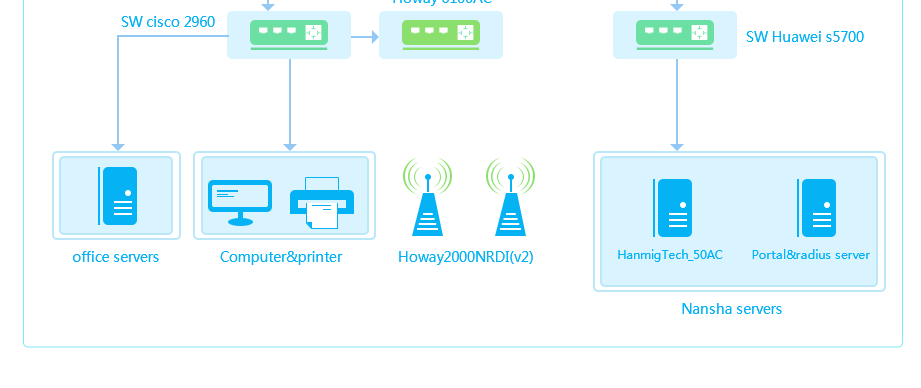 Howay 6100AC
SW cisco 2960
SW Huawei s5700
HanmigTech_50AC
Portal&radius server
office servers
Computer&printer
Howay2000NRDI(v2)
Nansha servers